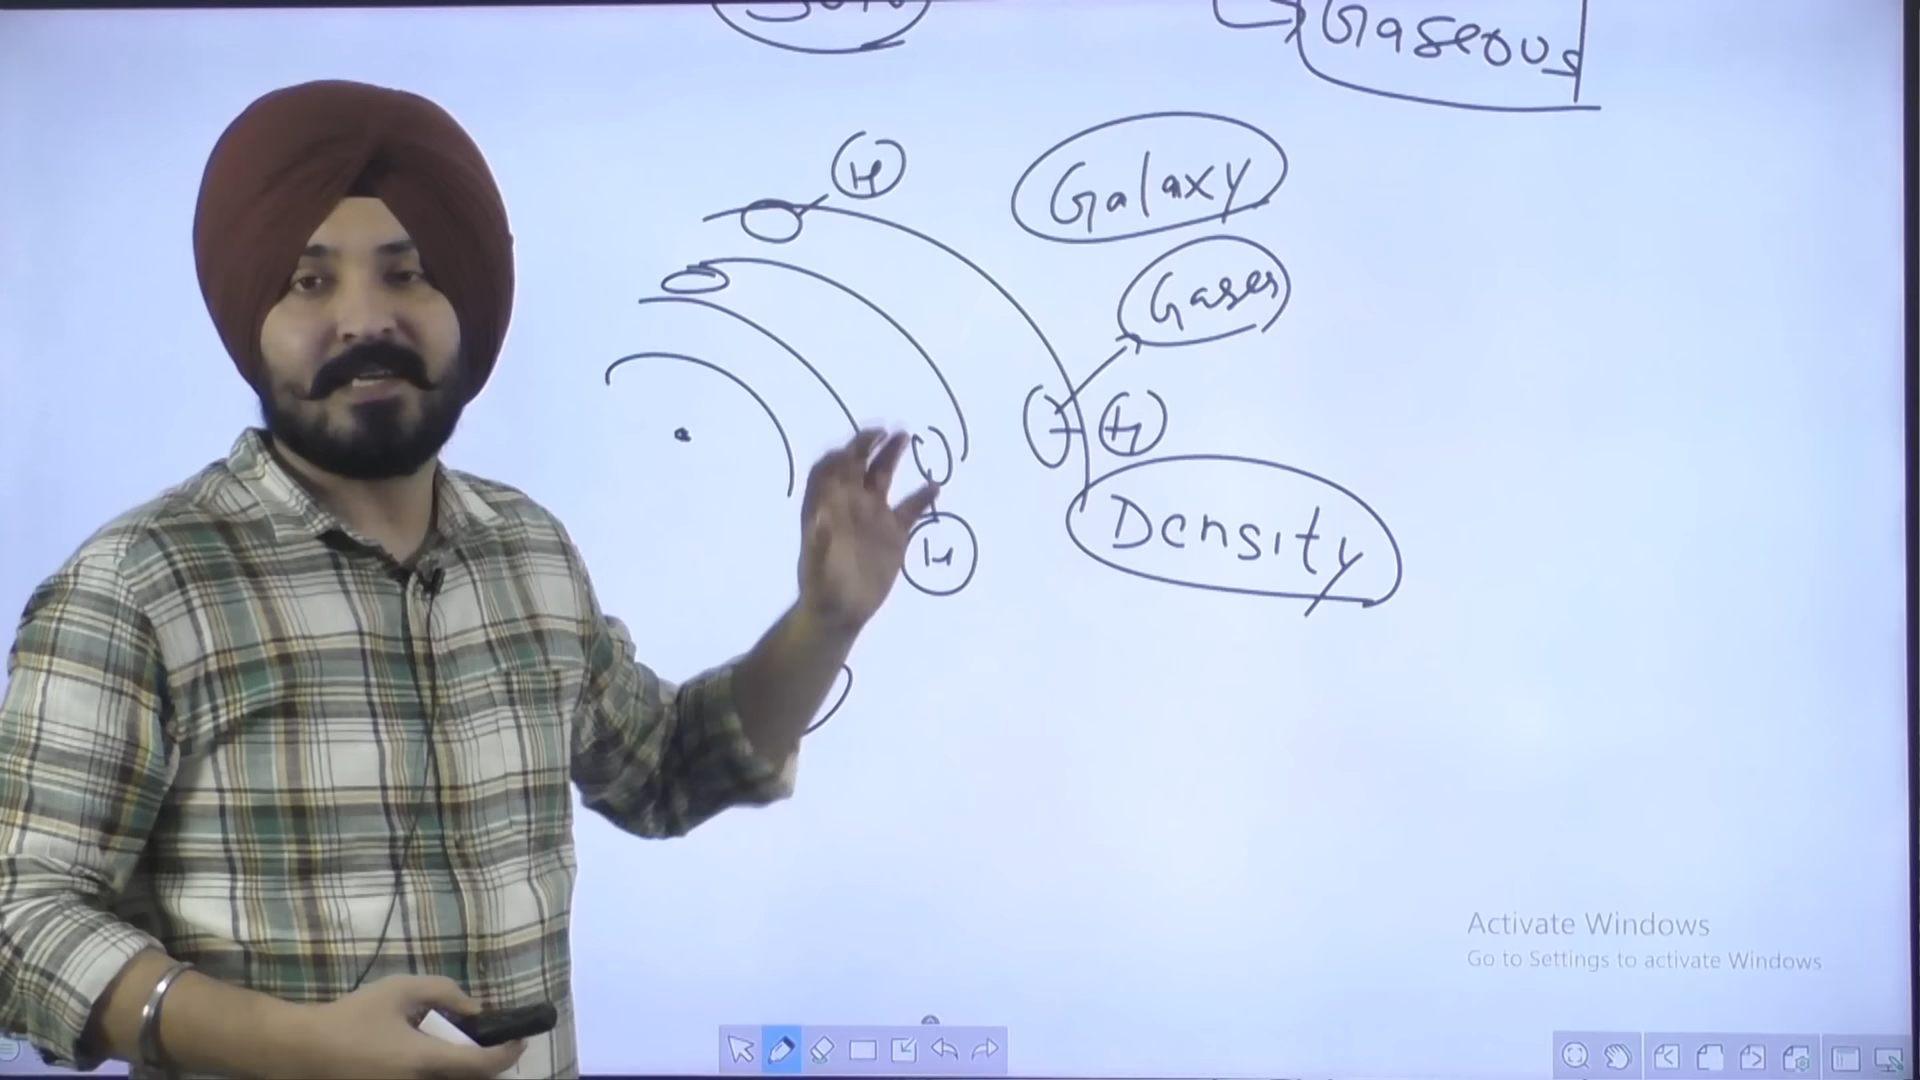 Gaseous
H
Galaxy
Gases
H
Density
H
Activate Windows
Go to Settings to activate Windows